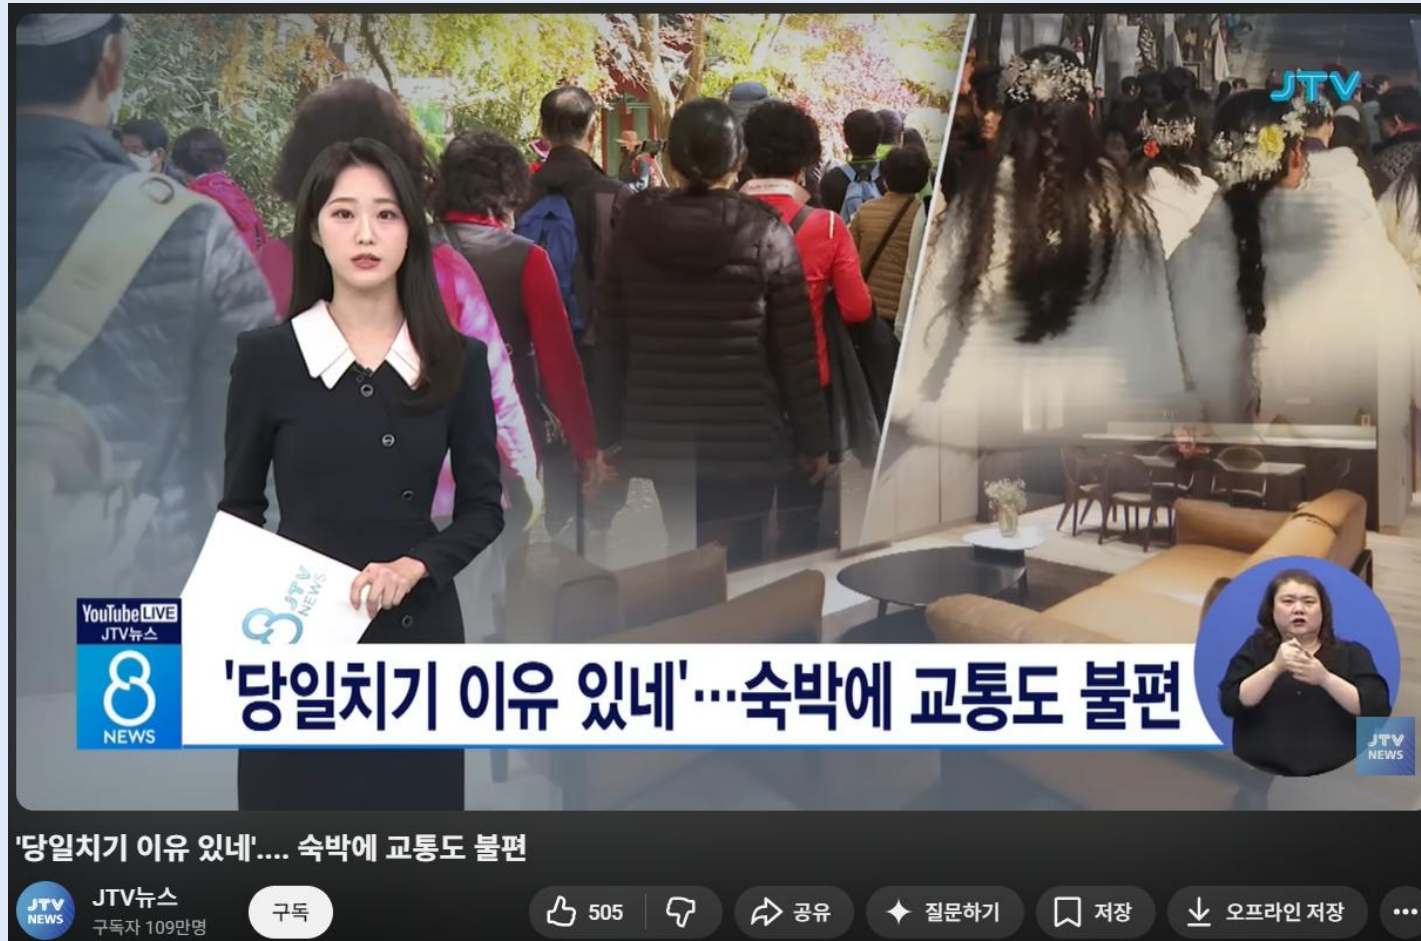 JTV
YouTube LIVE
JTV뉴스
8
NEWS
8 JTV NEWS
'당일치기 이유 있네'…숙박에 교통도 불편
JTV
NEWS
'당일치기 이유 있네'.... 숙박에 교통도 불편
JTV
NEWS
JTV뉴스
구독자 109만명
구독
505
공유
질문하기
저장
오프라인 저장